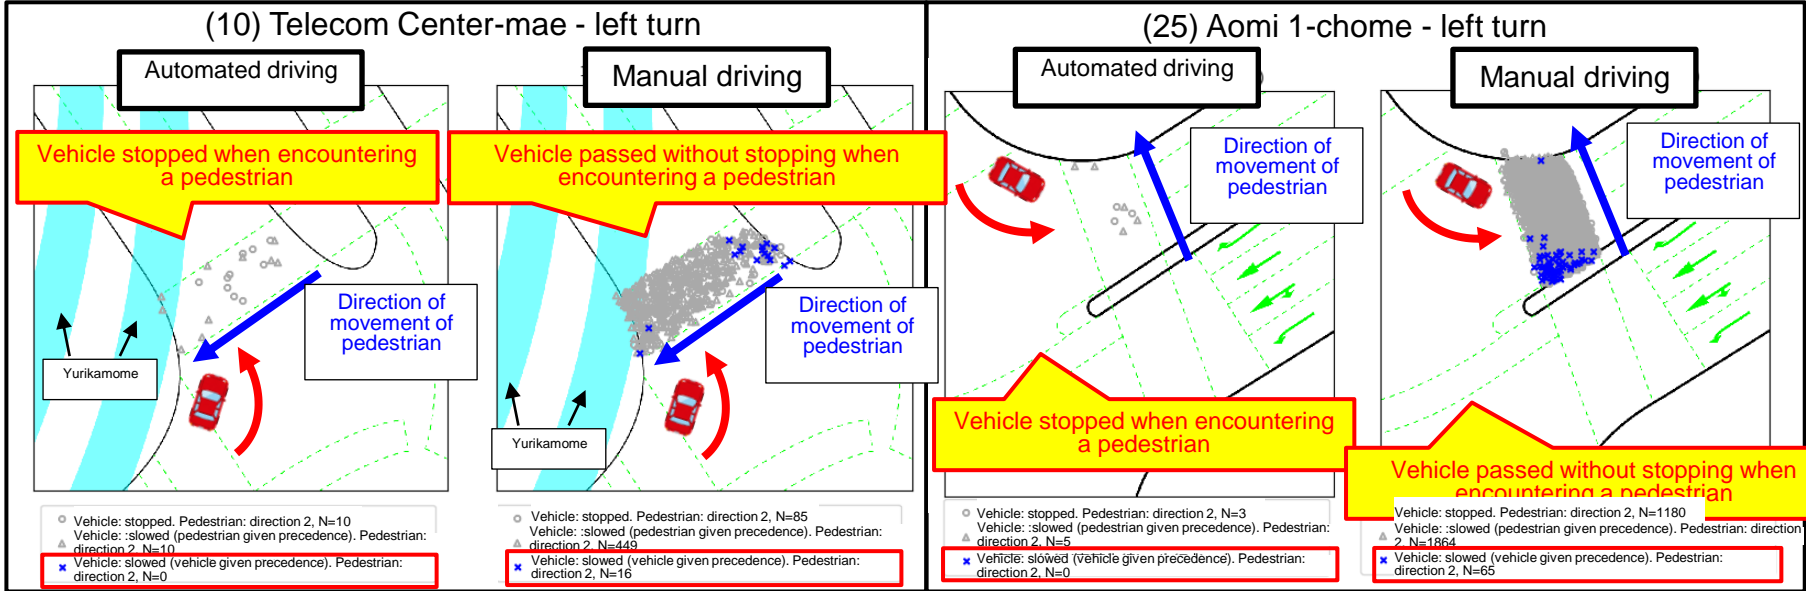 (10) Telecom Center-mae - left turn
Automated driving
Manual driving
Vehicle stopped when encountering
a pedestrian
Vehicle passed without stopping when
encountering a pedestrian
Direction of
movement of
pedestrian
Yurikamome
Direction of
movement of
pedestrian
Yurikamome
Vehicle: stopped. Pedestrian: direction 2, N=10
Vehicle: :slowed (pedestrian given precedence). Pedestrian:
direction 2, N=10
Vehicle: slowed (vehicle given precedence). Pedestrian:
direction 2, N=0
Vehicle: stopped. Pedestrian: direction 2, N=85
Vehicle: :slowed (pedestrian given precedence). Pedestrian:
direction 2, N=449
Vehicle: slowed (vehicle given precedence). Pedestrian:
direction 2, N=16
(25) Aomi 1-chome - left turn
Automated driving
Manual driving
Direction of
movement of
pedestrian
Direction of
movement of
pedestrian
Vehicle stopped when encountering
a pedestrian
Vehicle passed without stopping when
encountering a pedestrian
Vehicle: stopped. Pedestrian: direction 2, N=3
Vehicle: :slowed (pedestrian given precedence). Pedestrian:
direction 2, N=5
Vehicle: slowed (vehicle given precedence). Pedestrian:
direction 2, N=0
Vehicle: stopped. Pedestrian: direction 2, N=1180
Vehicle: :slowed (pedestrian given precedence). Pedestrian: direction
2, N=1864
Vehicle: slowed (vehicle given precedence). Pedestrian:
direction 2, N=65